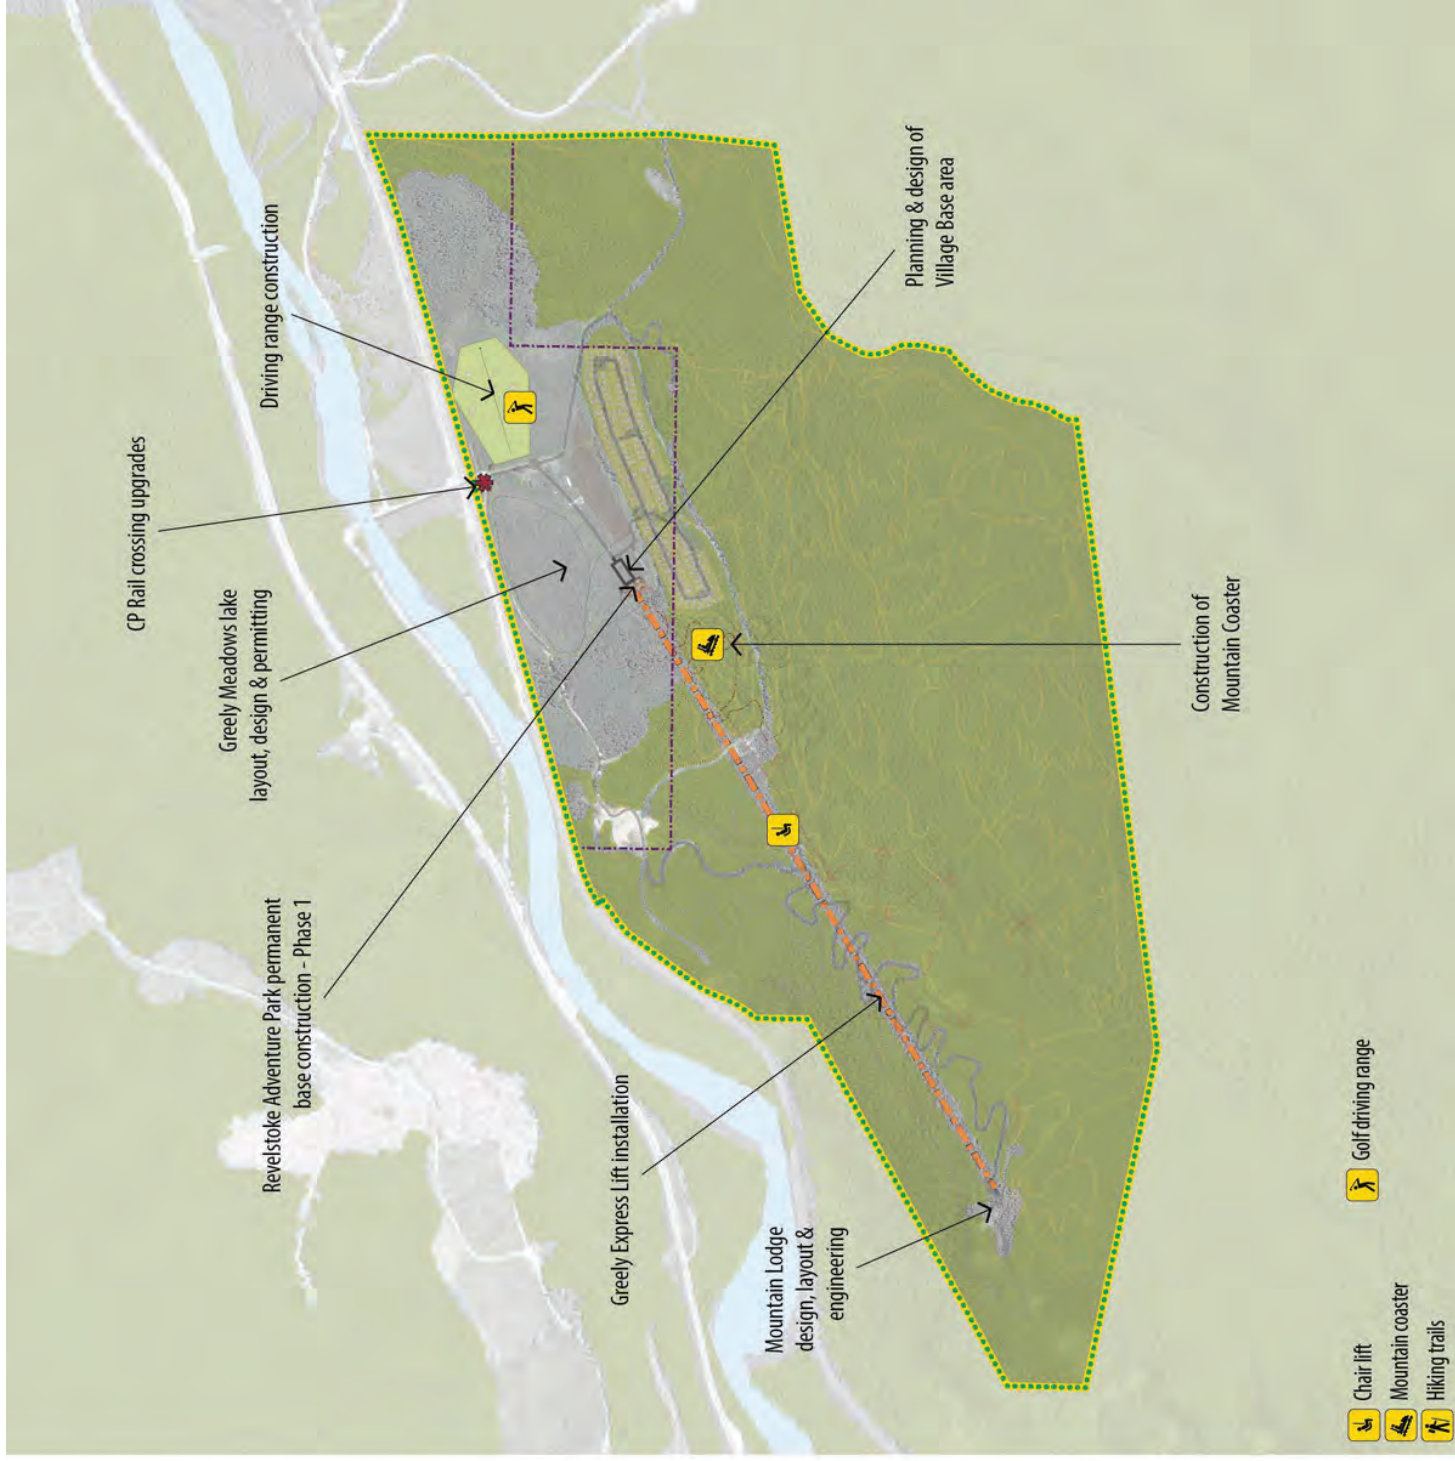 Revelstoke Adventure Park permanent
base construction - Phase 1
Greely Meadows lake
layout, design & permitting
CP Rail crossing upgrades
Driving range construction
Mountain Lodge
design, layout &
engineering
Greely Express Lift installation
Construction of
Mountain Coaster
Planning & design of
Village Base area
Chair lift
Mountain coaster
Hiking trails
Golf driving range